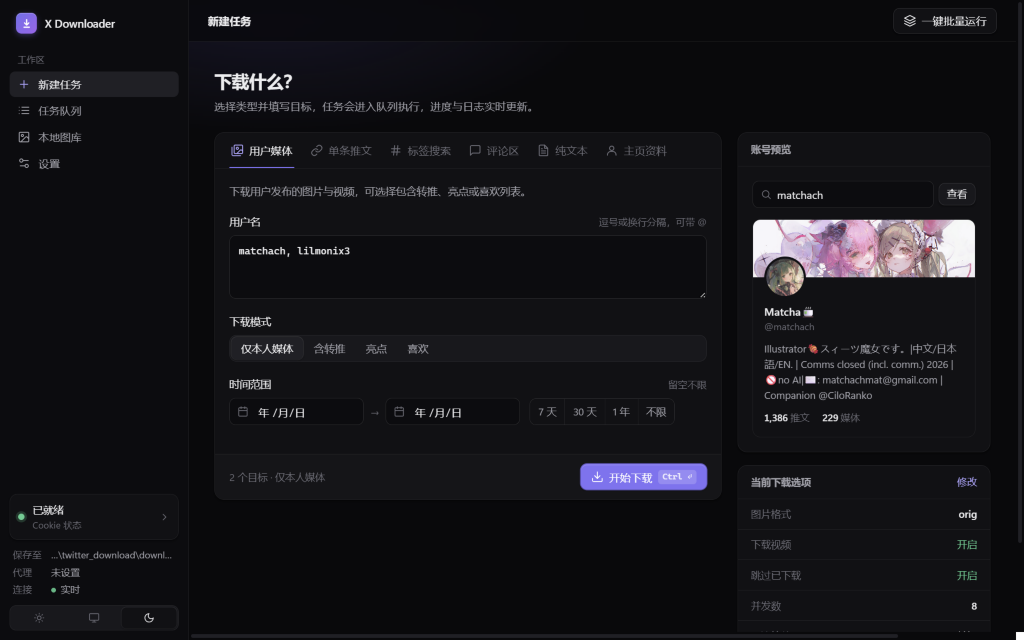 X Downloader
工作区
新建任务
任务队列
本地图库
设置
已就绪
Cookie 状态
保存至 ...\twitter_download\downl...
代理 未设置
连接 实时
新建任务
一键批量运行
下载什么?
选择类型并填写目标，任务会进入队列执行，进度与日志实时更新。
用户媒体 单条推文 标签搜索 评论区 纯文本 主页资料
下载用户发布的图片与视频，可选择包含转推、亮点或喜欢列表。
用户名 逗号或换行分隔，可带 @
matchach, lilmonix3
下载模式
仅本人媒体 含转推 亮点 喜欢
时间范围 留空不限
年 /月/日 → 年 /月/日 7 天 30 天 1 年 不限
2 个目标 · 仅本人媒体
开始下载 Ctrl ⏎
账号预览
matchach 查看
Matcha 🍵
@matchach
Illustrator🍓スィーツ魔女です。|中文/日本
語/EN. | Comms closed (incl. comm.) 2026 |
🚫no AI|✉️: matchachmat@gmail.com |
Companion @CiloRanko
1,386 推文 229 媒体
当前下载选项 修改
图片格式 orig
下载视频 开启
跳过已下载 开启
并发数 8